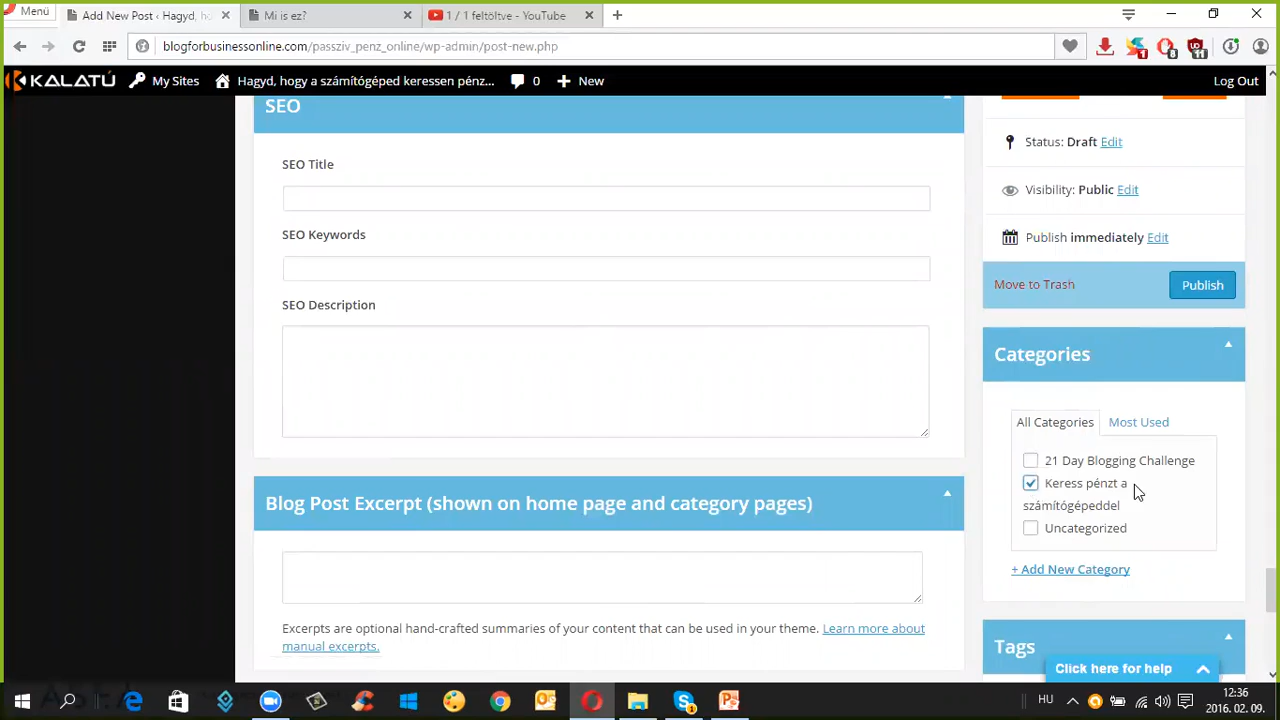 Menü
Add New Post ‹ Hagyd, ho
Mi is ez?
1 / 1 feltöltve - YouTube
blogforbusinessonline.com/passziv_penz_online/wp-admin/post-new.php
1
8
11
KALATÚ
My Sites
Hagyd, hogy a számítógéped keressen pénz...
0
New
Log Out
SEO
SEO Title
SEO Keywords
SEO Description
Blog Post Excerpt (shown on home page and category pages)
Excerpts are optional hand-crafted summaries of your content that can be used in your theme. Learn more about
manual excerpts.
Status: Draft Edit
Visibility: Public Edit
Publish immediately Edit
Move to Trash
Publish
Categories
All Categories
Most Used
21 Day Blogging Challenge
Keress pénzt a
számítógépeddel
Uncategorized
+ Add New Category
Tags
Click here for help
HU
12:36
2016. 02. 09.